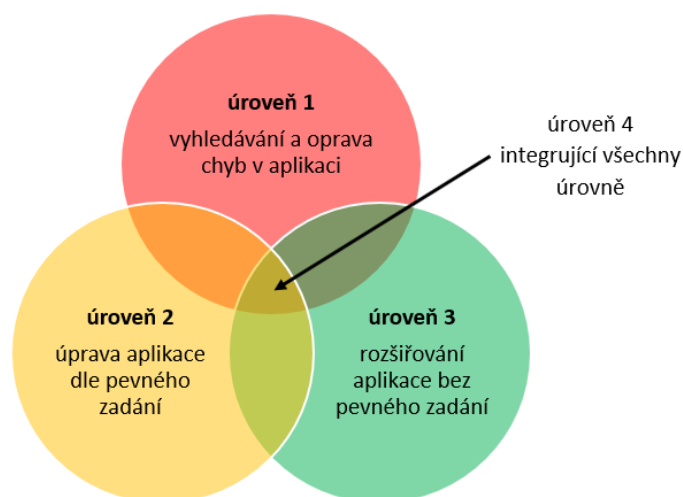 úroveň 1
vyhledávání a oprava
chyb v aplikaci
úroveň 4
integrující všechny
úrovně
úroveň 2
úprava aplikace
dle pevného
zadání
úroveň 3
rozšiřování
aplikace bez
pevného zadání